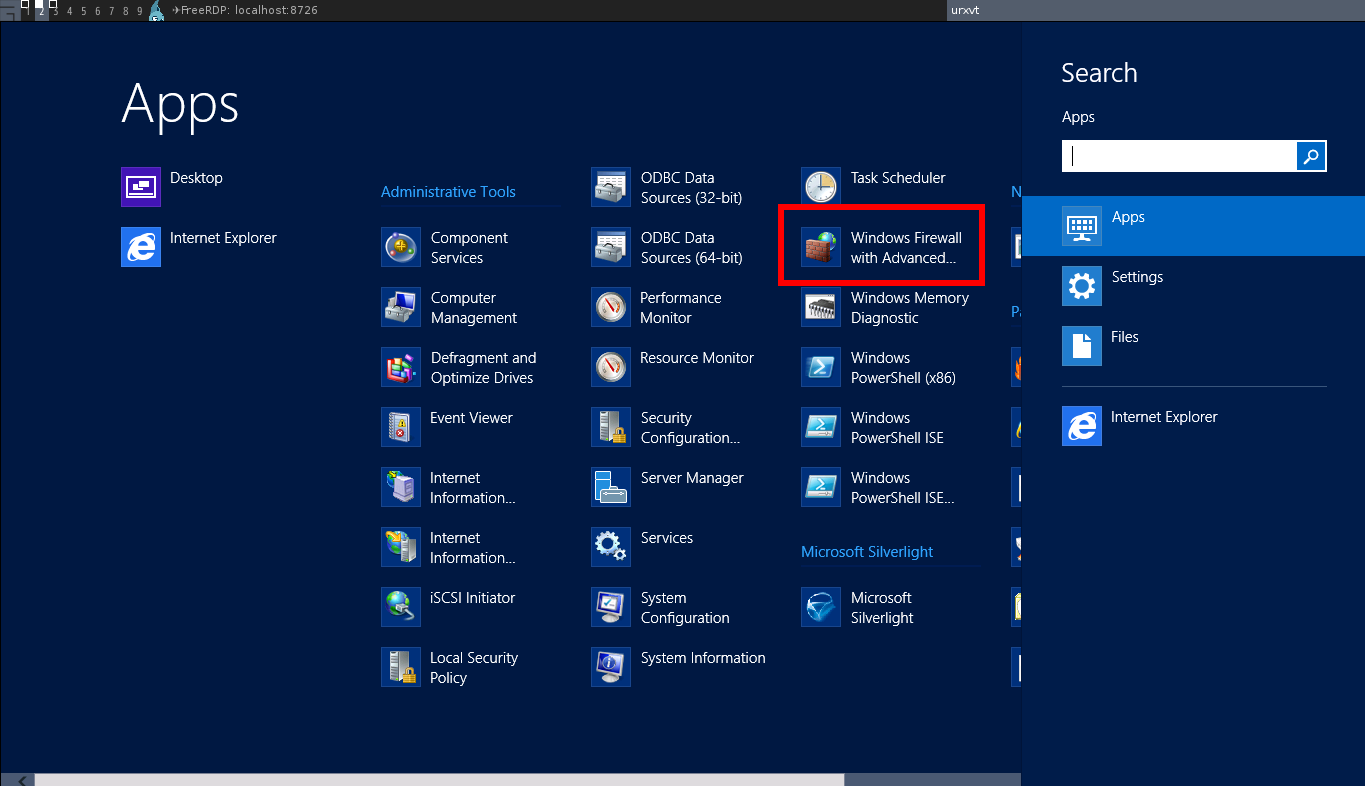 1 2 3 4 5 6 7 8 9
FreeRDP: localhost:8726
urxvt
Apps
Desktop
Internet Explorer
Administrative Tools
Component
Services
Computer
Management
Defragment and
Optimize Drives
Event Viewer
Internet
Information...
Internet
Information...
iSCSI Initiator
Local Security
Policy
ODBC Data
Sources (32-bit)
ODBC Data
Sources (64-bit)
Performance
Monitor
Resource Monitor
Security
Configuration...
Server Manager
Services
System
Configuration
System Information
Task Scheduler
Windows Firewall
with Advanced...
Windows Memory
Diagnostic
Windows
PowerShell (x86)
Windows
PowerShell ISE
Windows
PowerShell ISE...
Microsoft Silverlight
Microsoft
Silverlight
Search
Apps
Apps
Settings
Files
Internet Explorer